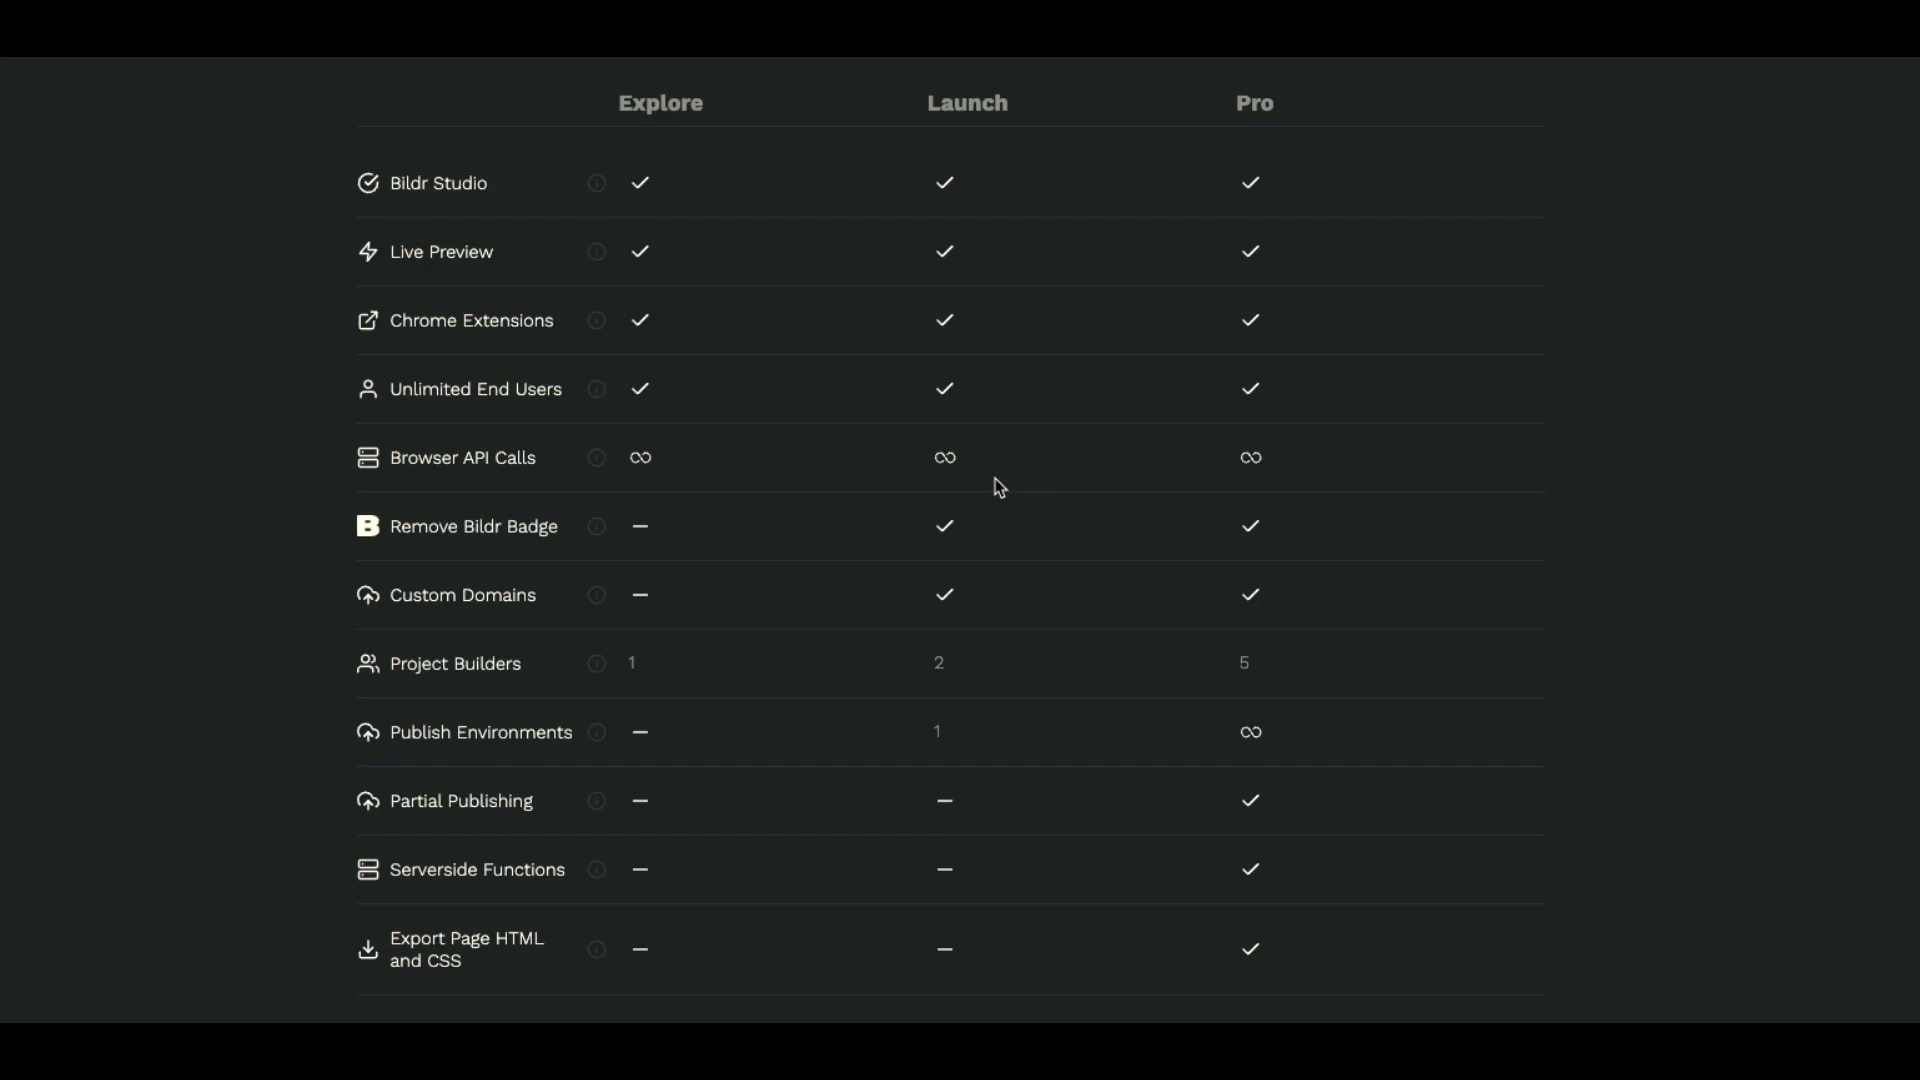 Explore Launch Pro
Bildr Studio ✓ ✓ ✓
Live Preview ✓ ✓ ✓
Chrome Extensions ✓ ✓ ✓
Unlimited End Users ✓ ✓ ✓
Browser API Calls ∞ ∞ ∞
B Remove Bildr Badge — ✓ ✓
Custom Domains — ✓ ✓
Project Builders 1 2 5
Publish Environments — 1 ∞
Partial Publishing — — ✓
Serverside Functions — — ✓
Export Page HTML
and CSS — — ✓